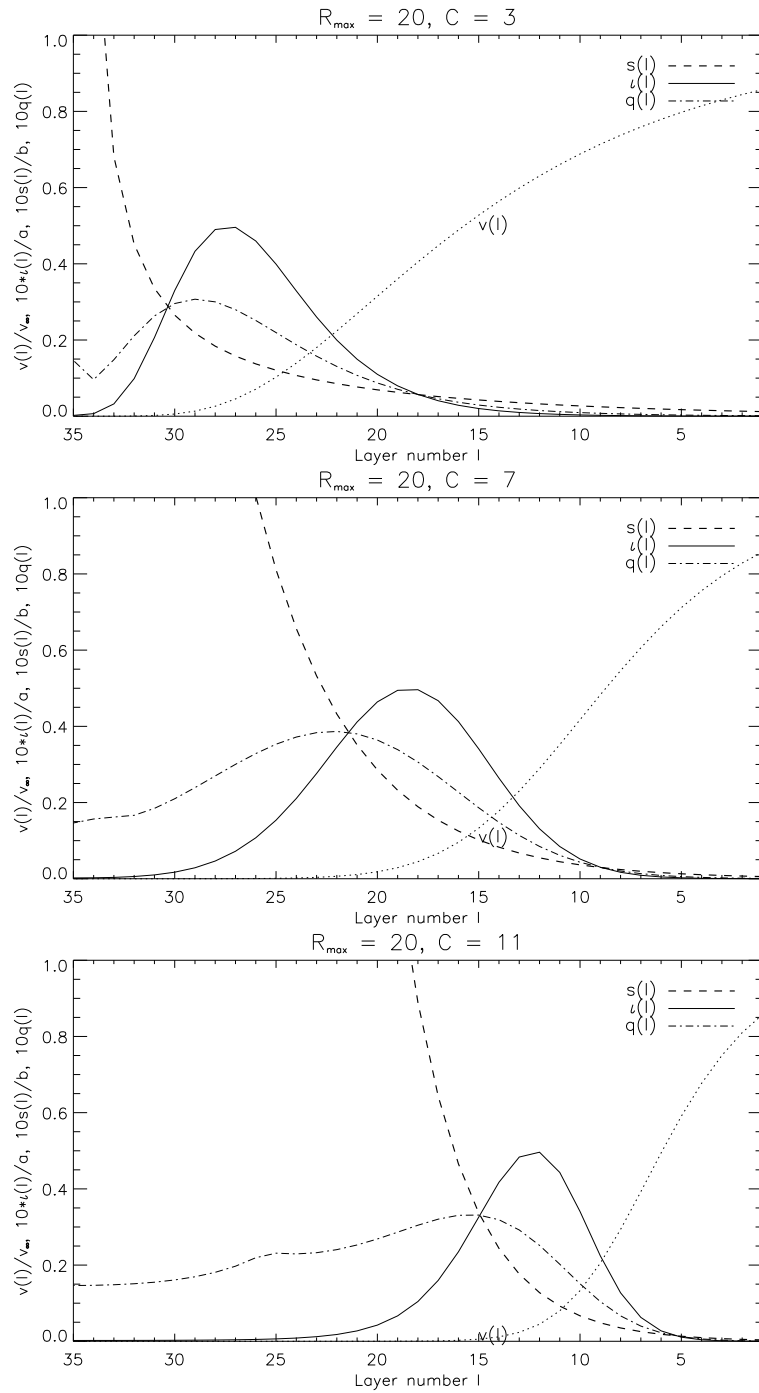 R_max = 20, C = 3
v(l)/v_∞, 10*ι(l)/a, 10s(l)/b, 10q(l)
1.0
0.8
0.6
0.4
0.2
0.0
s(l)
ι(l)
q(l)
v(l)
35 30 25 20 15 10 5
Layer number l
R_max = 20, C = 7
v(l)/v_∞, 10*ι(l)/a, 10s(l)/b, 10q(l)
1.0
0.8
0.6
0.4
0.2
0.0
s(l)
ι(l)
q(l)
v(l)
35 30 25 20 15 10 5
Layer number l
R_max = 20, C = 11
v(l)/v_∞, 10*ι(l)/a, 10s(l)/b, 10q(l)
1.0
0.8
0.6
0.4
0.2
0.0
s(l)
ι(l)
q(l)
v(l)
35 30 25 20 15 10 5
Layer number l